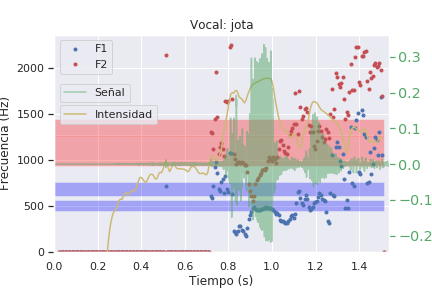 Vocal: jota
F1
F2
Señal
Intensidad
Frecuencia (Hz)
2000
1500
1000
500
0
0.3
0.2
0.1
0.0
−0.1
−0.2
0.0 0.2 0.4 0.6 0.8 1.0 1.2 1.4
Tiempo (s)